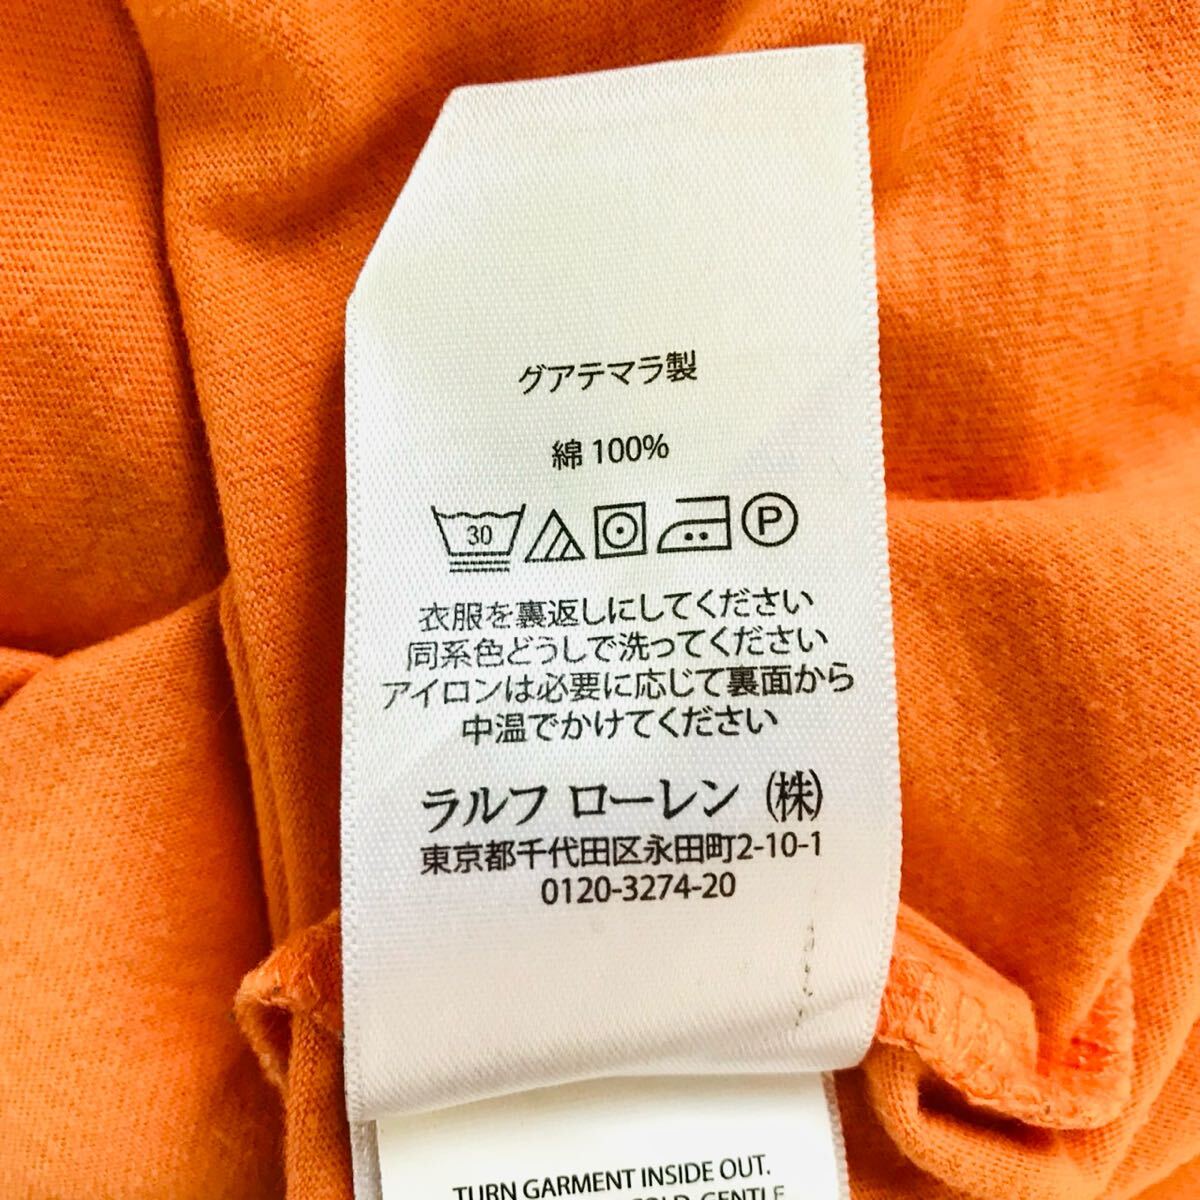 グアテマラ製
綿 100%
30 P
衣服を裏返しにしてください
同系色どうしで洗ってください
アイロンは必要に応じて裏面から
中温でかけてください
ラルフ ローレン (株)
東京都千代田区永田町2-10-1
0120-3274-20
TURN GARMENT INSIDE OUT.
COLD, GENTLE